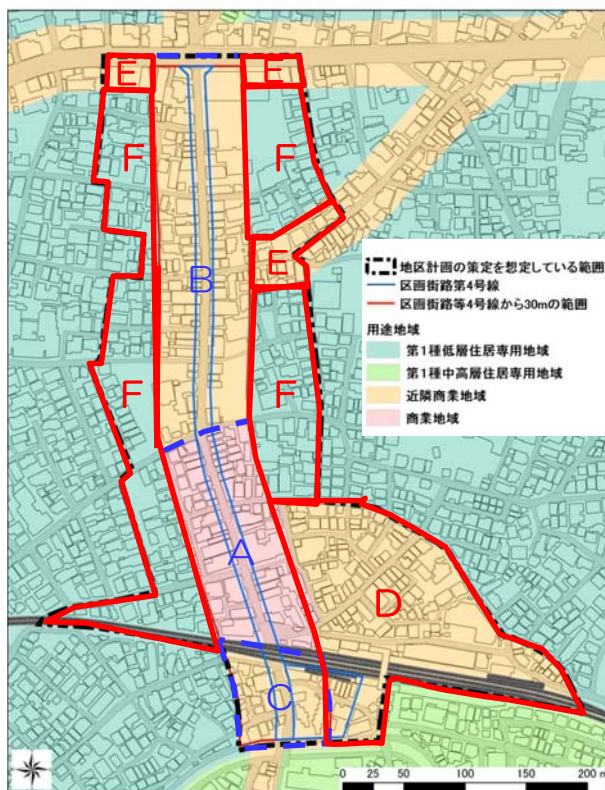 E
E
F
F
B
E
地区計画の策定を想定している範囲
区画街路第4号線
区画街路等4号線から30mの範囲
用途地域
第1種低層住居専用地域
第1種中高層住居専用地域
近隣商業地域
商業地域
F
F
A
D
C
0 25 50 100 150 200 m